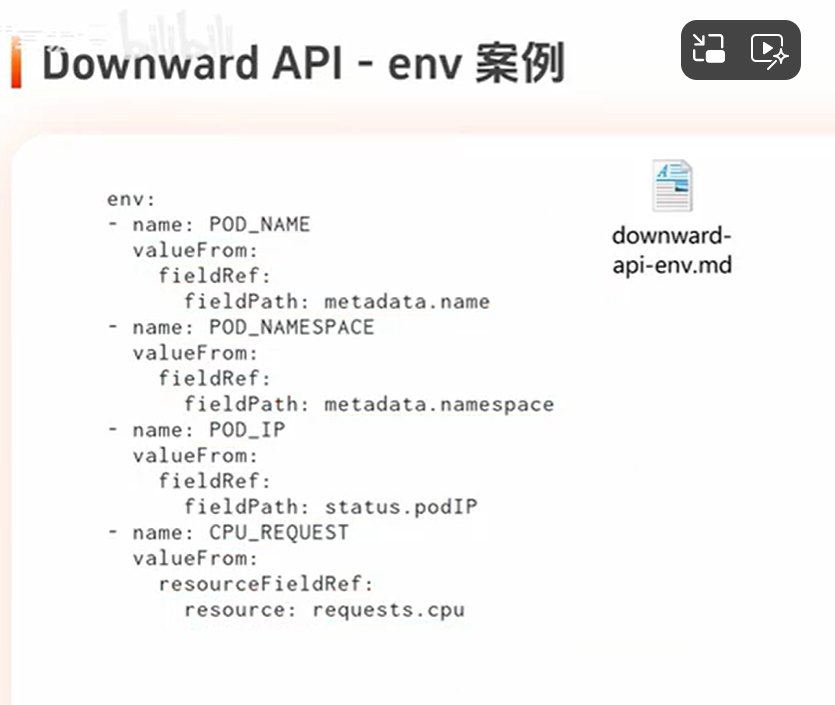 bilibili
Downward API - env 案例
downward-
api-env.md
env:
- name: POD_NAME
  valueFrom:
    fieldRef:
      fieldPath: metadata.name
- name: POD_NAMESPACE
  valueFrom:
    fieldRef:
      fieldPath: metadata.namespace
- name: POD_IP
  valueFrom:
    fieldRef:
      fieldPath: status.podIP
- name: CPU_REQUEST
  valueFrom:
    resourceFieldRef:
      resource: requests.cpu